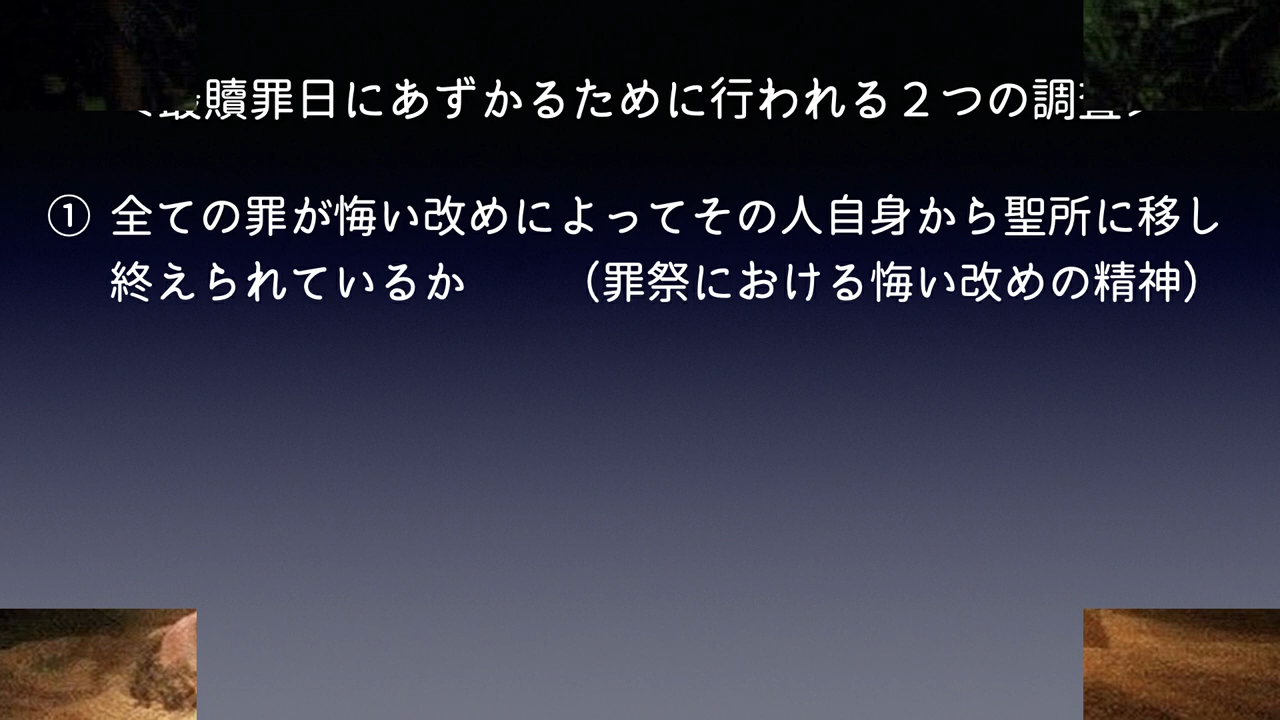 贖罪日にあずかるために行われる２つの調査
① 全ての罪が悔い改めによってその人自身から聖所に移し
終えられているか　　（罪祭における悔い改めの精神）